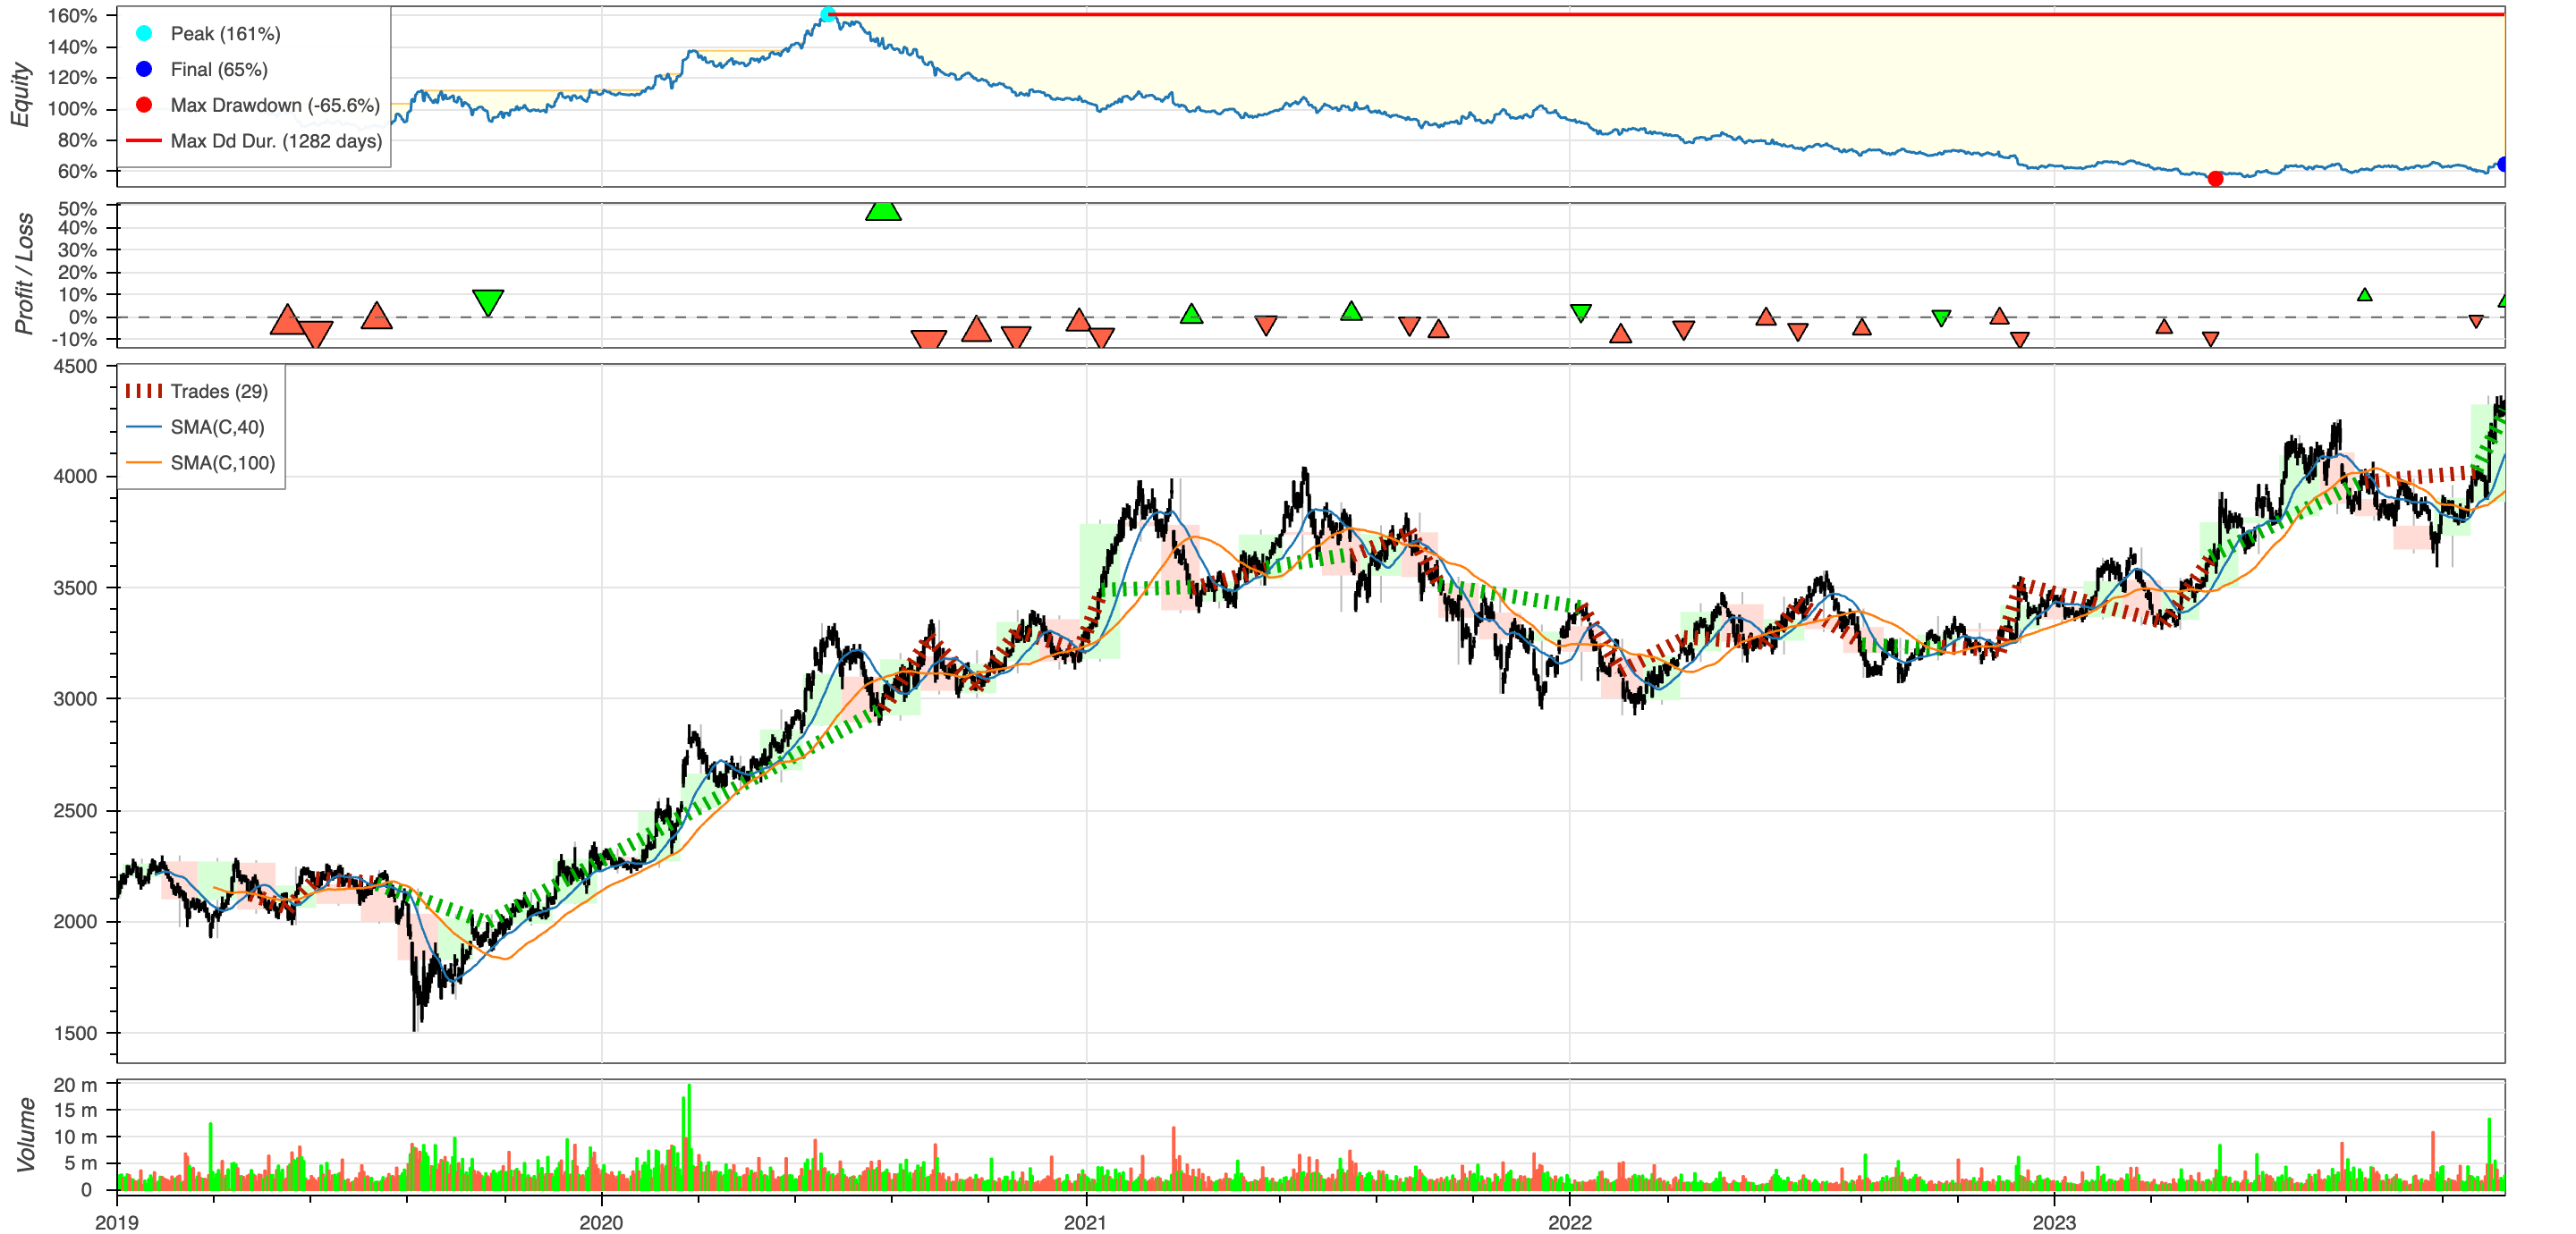 Equity
160%
140%
120%
100%
80%
60%
Peak (161%)
Final (65%)
Max Drawdown (-65.6%)
Max Dd Dur. (1282 days)
Profit / Loss
50%
40%
30%
20%
10%
0%
-10%
4500
4000
3500
3000
2500
2000
1500
Trades (29)
SMA(C,40)
SMA(C,100)
Volume
20 m
15 m
10 m
5 m
0
2019 2020 2021 2022 2023